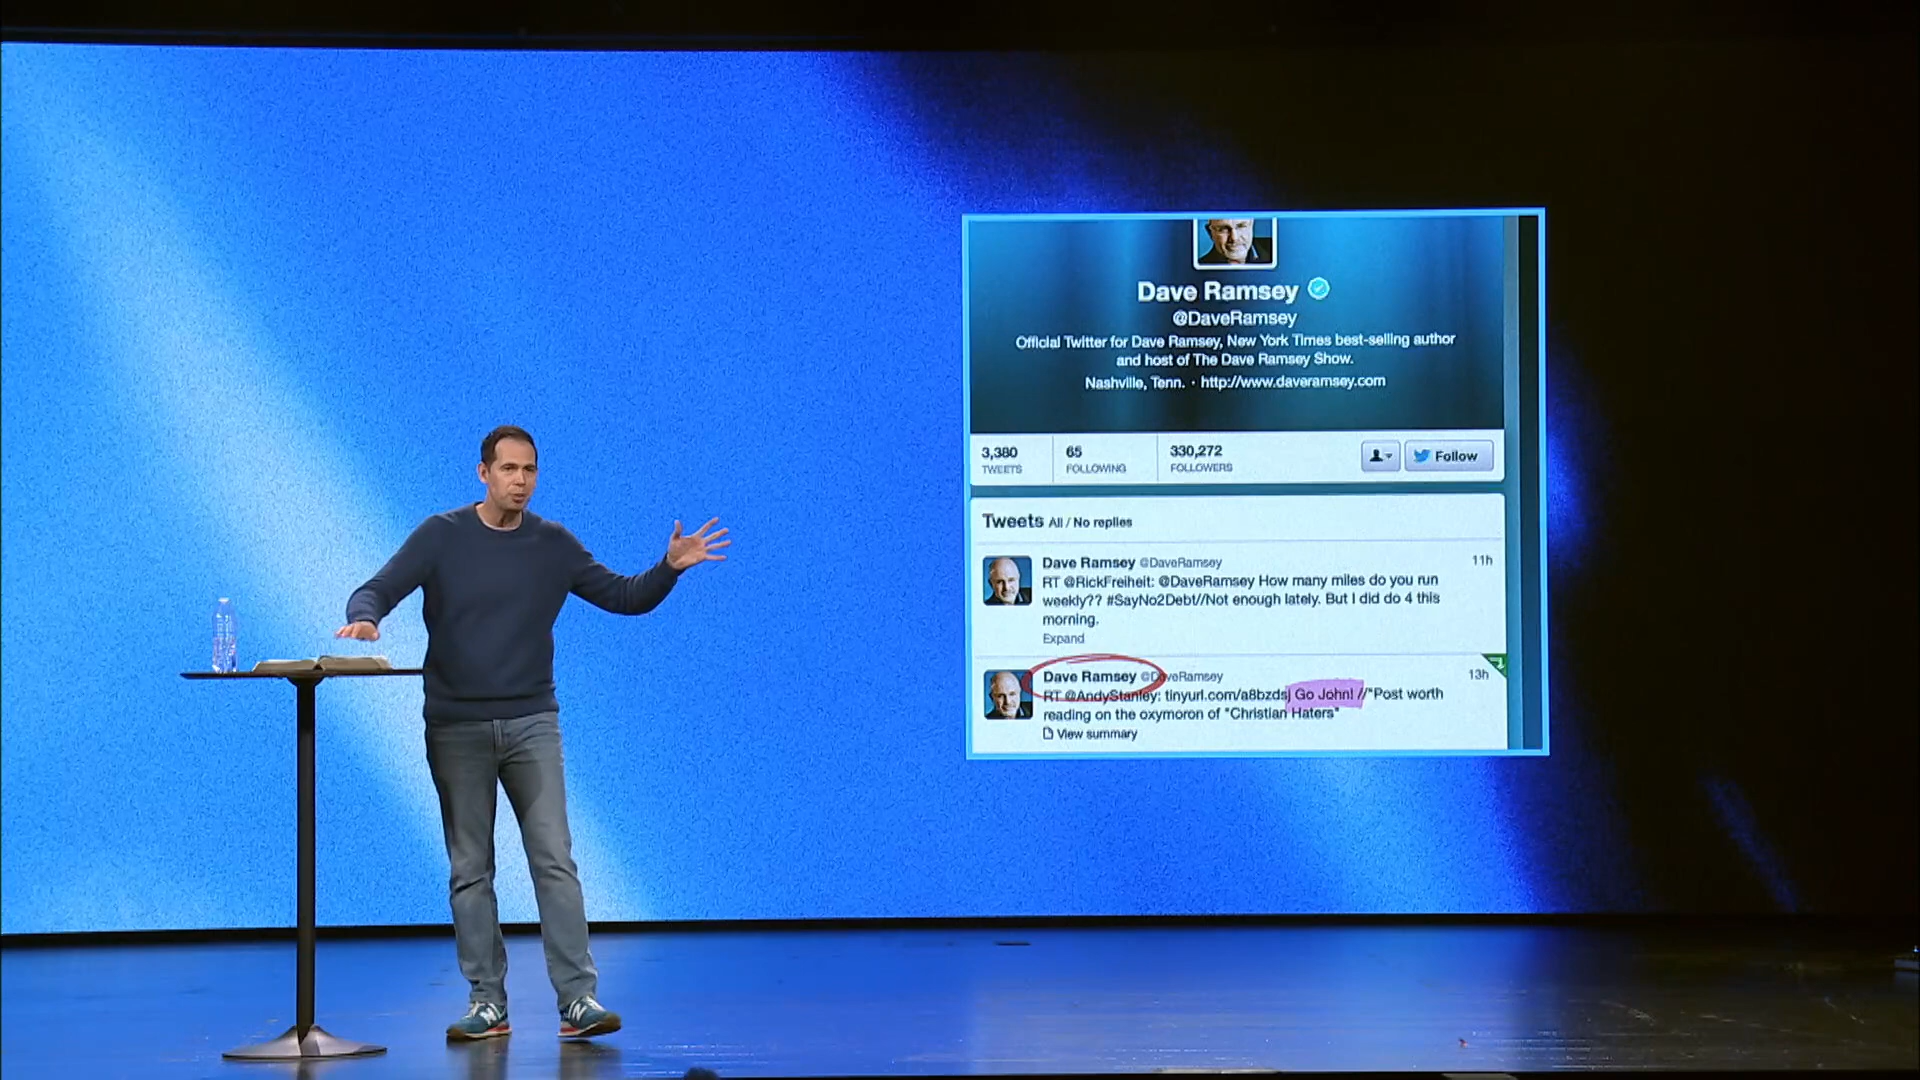 Dave Ramsey
@DaveRamsey
Official Twitter for Dave Ramsey, New York Times best-selling author
and host of The Dave Ramsey Show.
Nashville, Tenn. · http://www.daveramsey.com
3,380 65 330,272
TWEETS FOLLOWING FOLLOWERS
Follow
Tweets All / No replies
Dave Ramsey @DaveRamsey 11h
RT @RickFreiheit: @DaveRamsey How many miles do you run
weekly?? #SayNo2Debt//Not enough lately. But I did do 4 this
morning.
Expand
Dave Ramsey @DaveRamsey 13h
RT @AndyStanley: tinyurl.com/a8bzdsj Go John! //"Post worth
reading on the oxymoron of "Christian Haters"
View summary
N